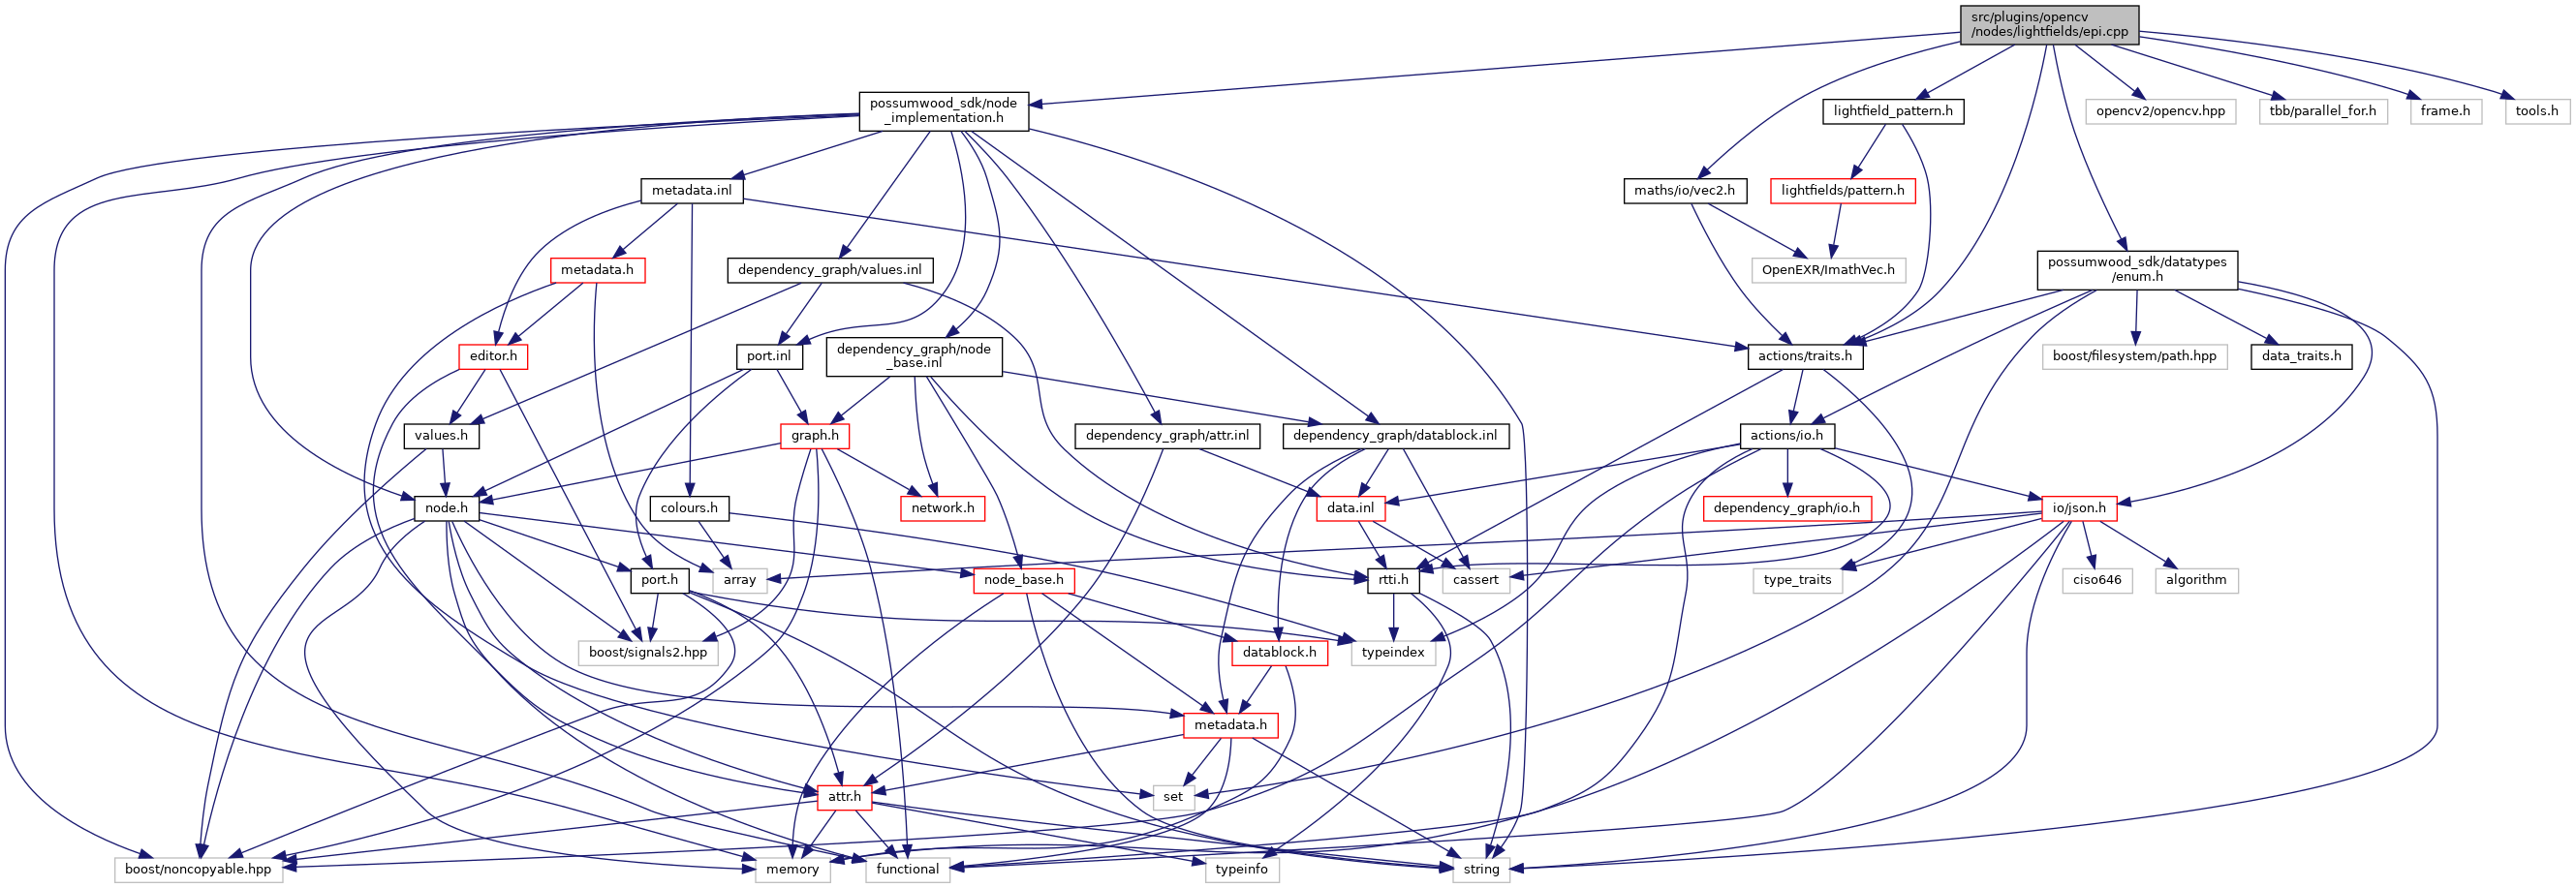 src/plugins/opencv
/nodes/lightfields/epi.cpp
possumwood_sdk/node
_implementation.h
lightfield_pattern.h
opencv2/opencv.hpp
tbb/parallel_for.h
frame.h
tools.h
metadata.inl
maths/io/vec2.h
lightfields/pattern.h
metadata.h
dependency_graph/values.inl
OpenEXR/ImathVec.h
possumwood_sdk/datatypes
/enum.h
editor.h
port.inl
dependency_graph/node
_base.inl
actions/traits.h
boost/filesystem/path.hpp
data_traits.h
values.h
graph.h
dependency_graph/attr.inl
dependency_graph/datablock.inl
actions/io.h
node.h
colours.h
network.h
data.inl
dependency_graph/io.h
io/json.h
port.h
array
node_base.h
rtti.h
cassert
type_traits
ciso646
algorithm
boost/signals2.hpp
datablock.h
typeindex
metadata.h
attr.h
set
boost/noncopyable.hpp
memory
functional
typeinfo
string